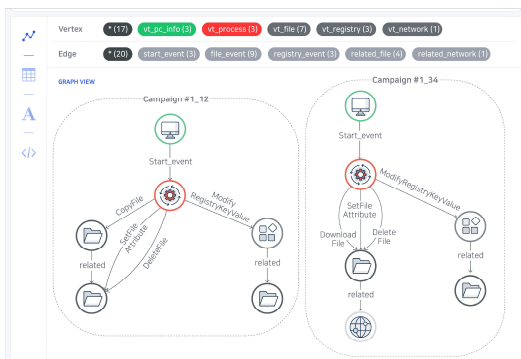 Vertex * (17) vt_pc_info (3) vt_process (3) vt_file (7) vt_registry (3) vt_network (1)
Edge * (20) start_event (3) file_event (9) registry_event (3) related_file (4) related_network (1)
A
</>
GRAPH VIEW
Campaign #1_12
Start_event
CopyFile
SetFile
Attribute
DeleteFile
Modify
RegistryKeyValue
related
related
Campaign #1_34
Start_event
ModifyRegistryKeyValue
SetFile
Attribute
Download
File
Delete
File
related
related